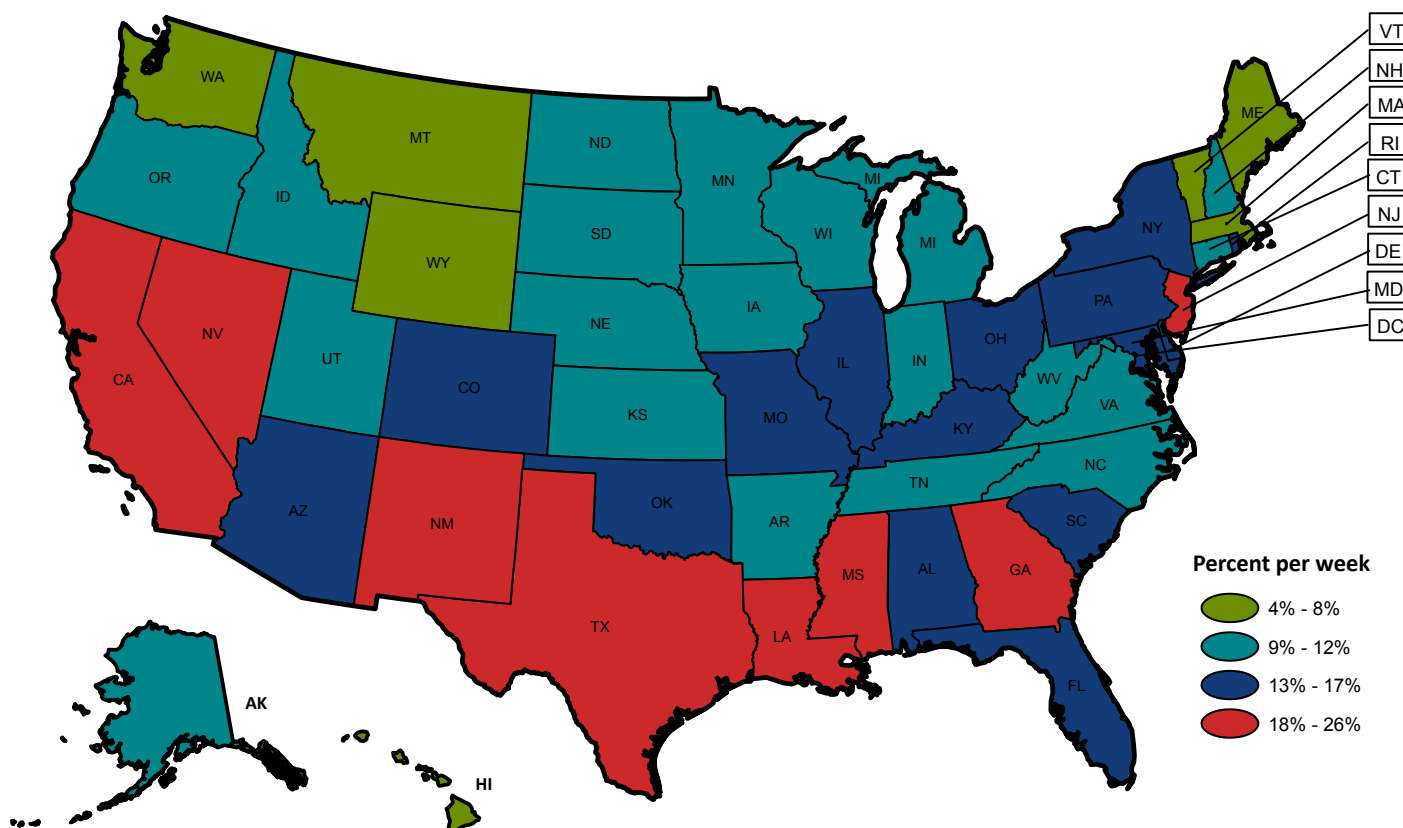 VT
NH
MA
RI
CT
NJ
DE
MD
DC
WA
MT
ME
ND
OR
ID
MN
MI
NY
WI
SD
MI
WY
PA
IA
NE
NV
OH
UT
IL
IN
CA
CO
WV
VA
KS
MO
KY
NC
TN
OK
AZ
NM
AR
SC
MS
AL
GA
TX
LA
FL
AK
HI
Percent per week
4% - 8%
9% - 12%
13% - 17%
18% - 26%